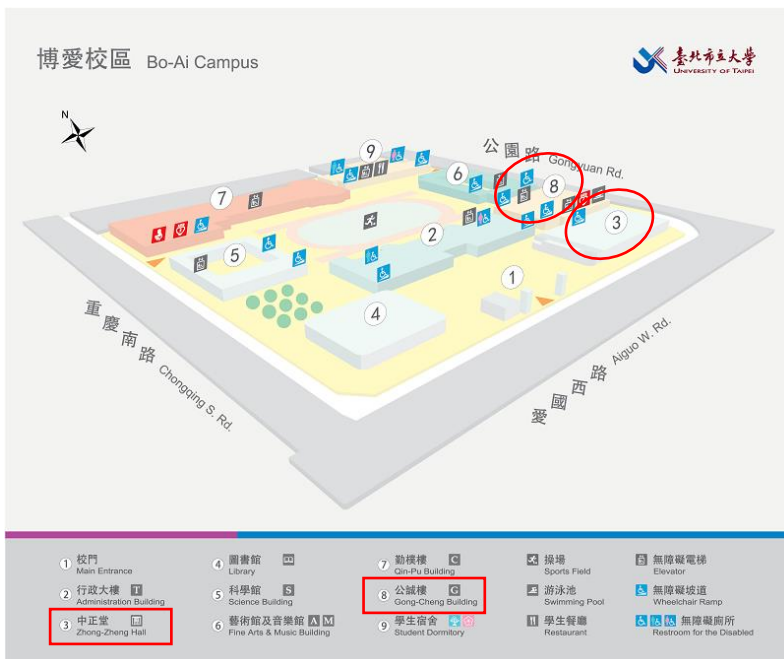 博愛校區 Bo-Ai Campus
臺北市立大學
UNIVERSITY OF TAIPEI
N
公園路 Gongyuan Rd.
9
6
8
7
3
2
5
1
4
重慶南路 Chongqing S. Rd.
愛國西路 Aiguo W. Rd.
1 校門
Main Entrance
2 行政大樓 T
Administration Building
3 中正堂
Zhong-Zheng Hall
4 圖書館
Library
5 科學館 S
Science Building
6 藝術館及音樂館 A M
Fine Arts & Music Building
7 勤樸樓 C
Qin-Pu Building
8 公誠樓 G
Gong-Cheng Building
9 學生宿舍
Student Dormitory
操場
Sports Field
游泳池
Swimming Pool
學生餐廳
Restaurant
無障礙電梯
Elevator
無障礙坡道
Wheelchair Ramp
無障礙廁所
Restroom for the Disabled